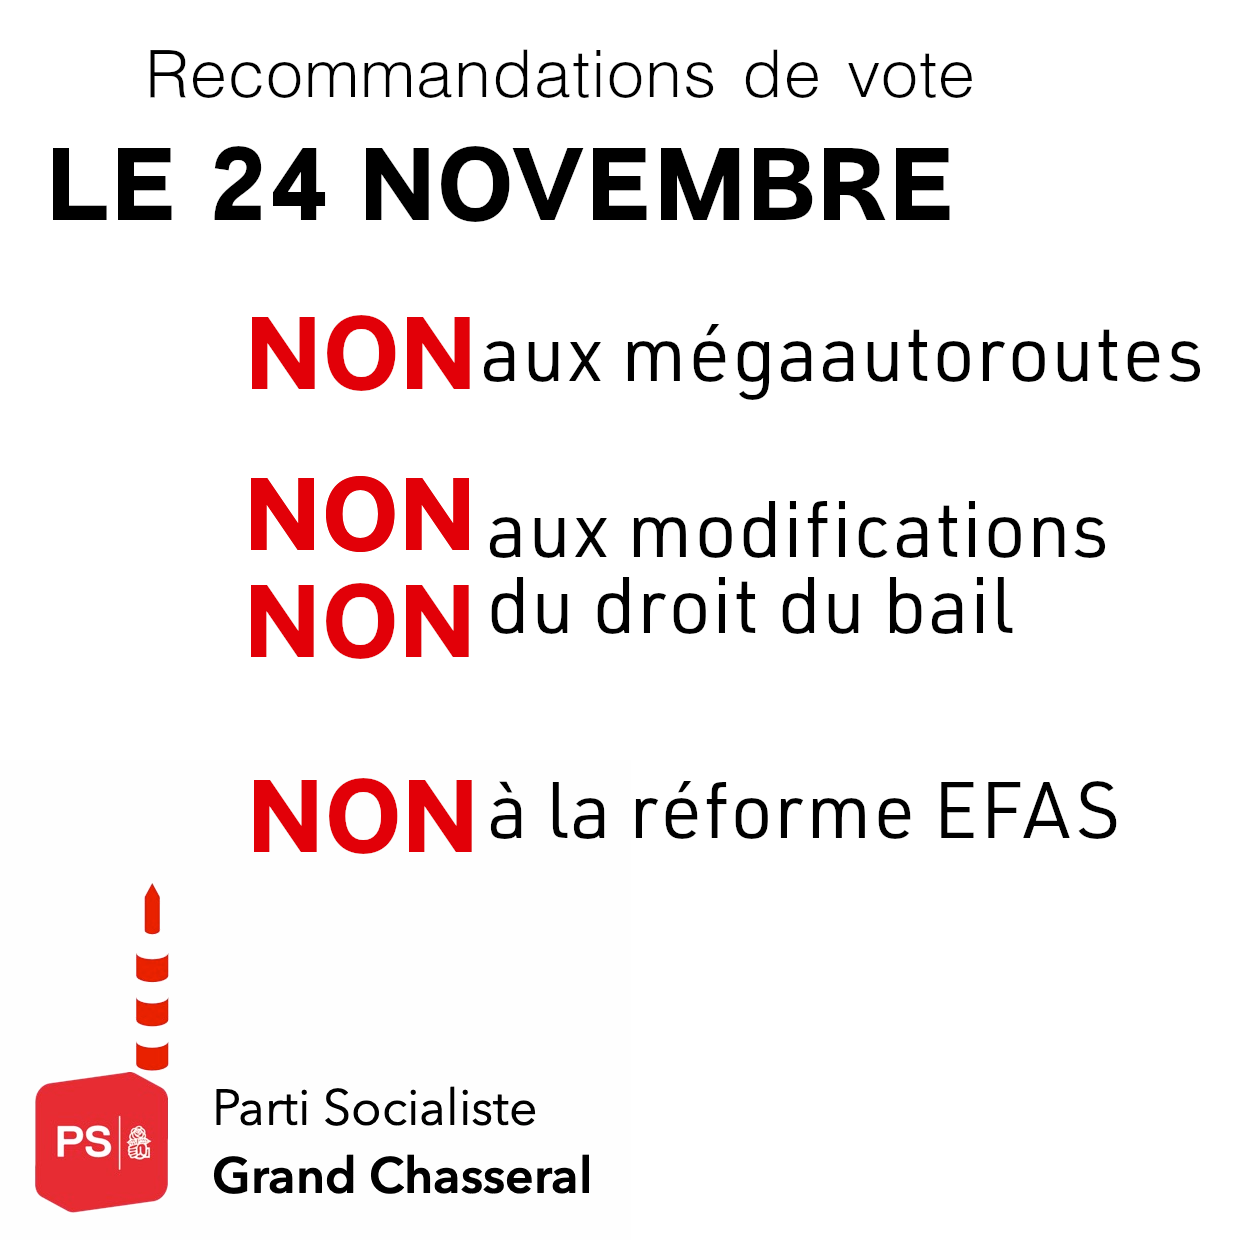 Recommandations de vote
LE 24 NOVEMBRE
NON aux mégaautoroutes
NON aux modifications
NON du droit du bail
NON à la réforme EFAS
PS
Parti Socialiste
Grand Chasseral